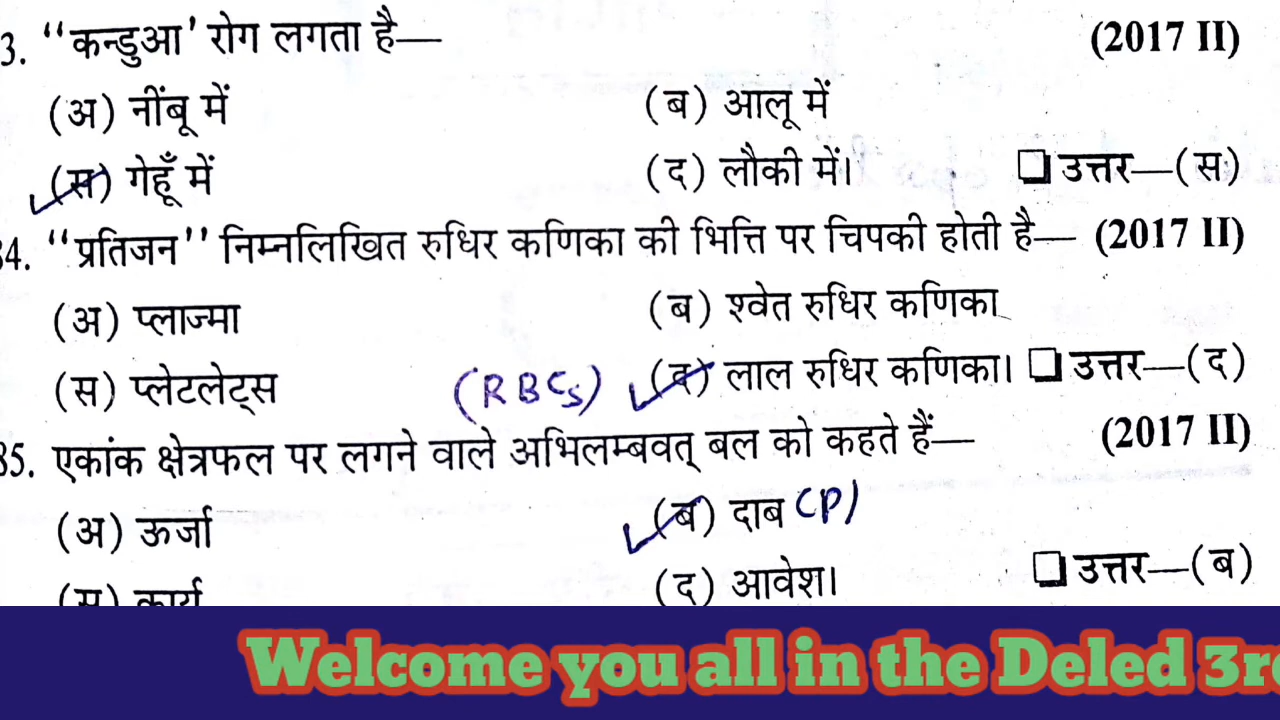 3. “कन्डुआ’ रोग लगता है— (2017 II)
(अ) नींबू में (ब) आलू में
(स) गेहूँ में (द) लौकी में। ❑ उत्तर—(स)
34. “प्रतिजन” निम्नलिखित रुधिर कणिका की भित्ति पर चिपकी होती है— (2017 II)
(अ) प्लाज्मा (ब) श्वेत रुधिर कणिका
(स) प्लेटलेट्स (RBCs) (द) लाल रुधिर कणिका। ❑ उत्तर—(द)
35. एकांक क्षेत्रफल पर लगने वाले अभिलम्बवत् बल को कहते हैं— (2017 II)
(अ) ऊर्जा (ब) दाब (P)
(स) कार्य (द) आवेश। ❑ उत्तर—(ब)
Welcome you all in the Deled 3r